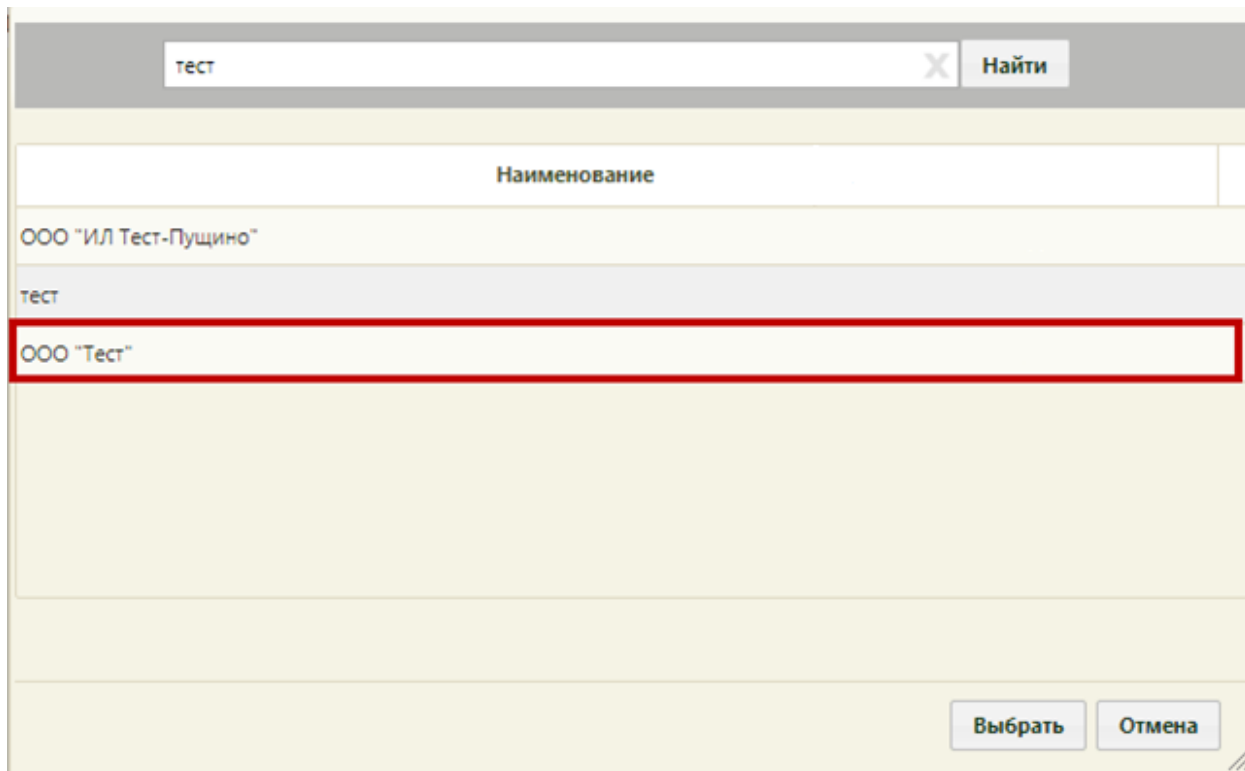 тест X Найти
Наименование
ООО "ИЛ Тест-Пущино"
тест
ООО "Тест"
Выбрать Отмена